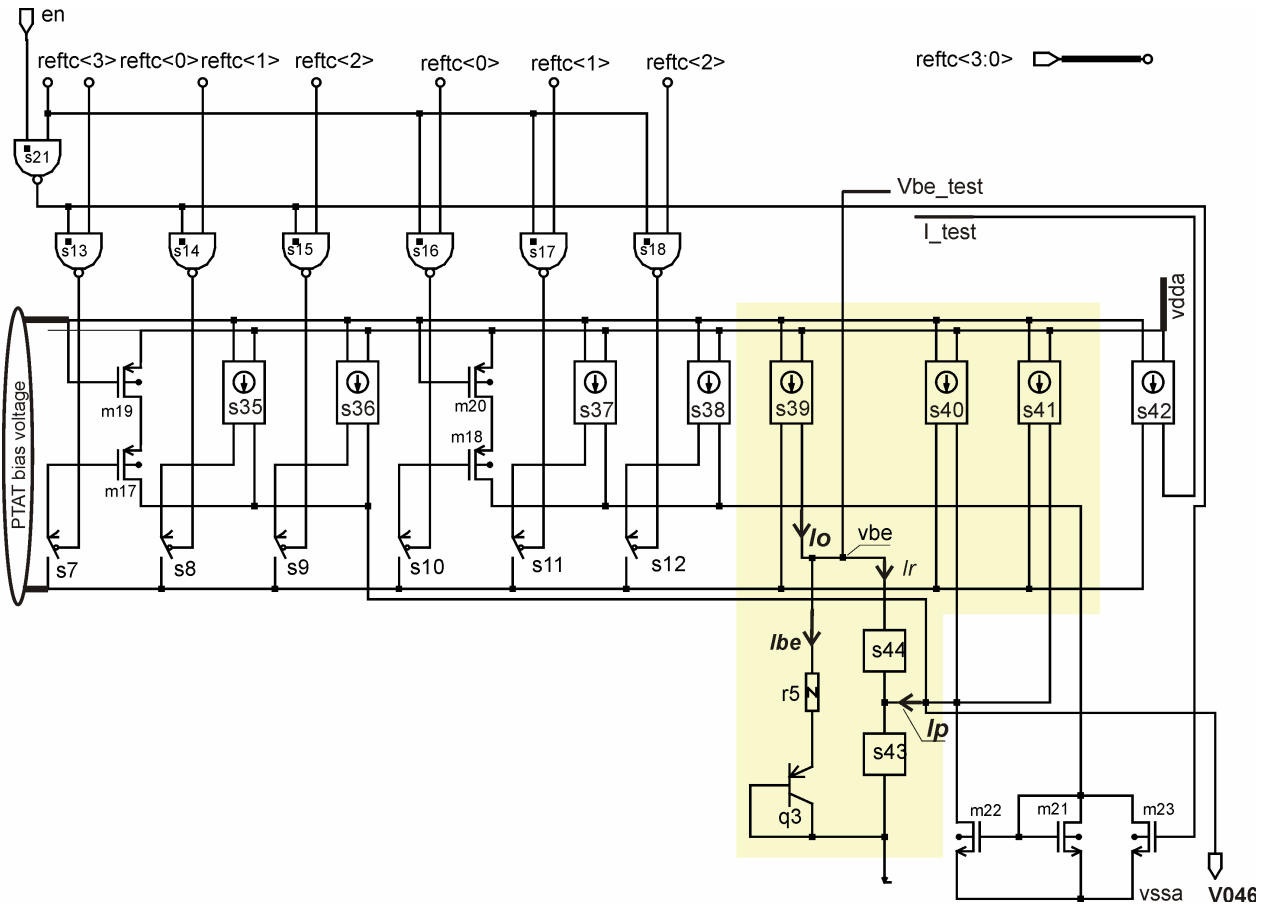 en
reftc<3> reftc<0> reftc<1> reftc<2> reftc<0> reftc<1> reftc<2> reftc<3:0>
s21
Vbe_test
I_test
s13 s14 s15 s16 s17 s18
vdda
PTAT bias voltage
m19 s35 s36 m20 s37 s38 s39 s40 s41 s42
m17 m18
s7 s8 s9 s10 s11 s12
Io vbe
Ir
Ibe
s44
r5
Ip
s43
q3
m22 m21 m23
vssa V046